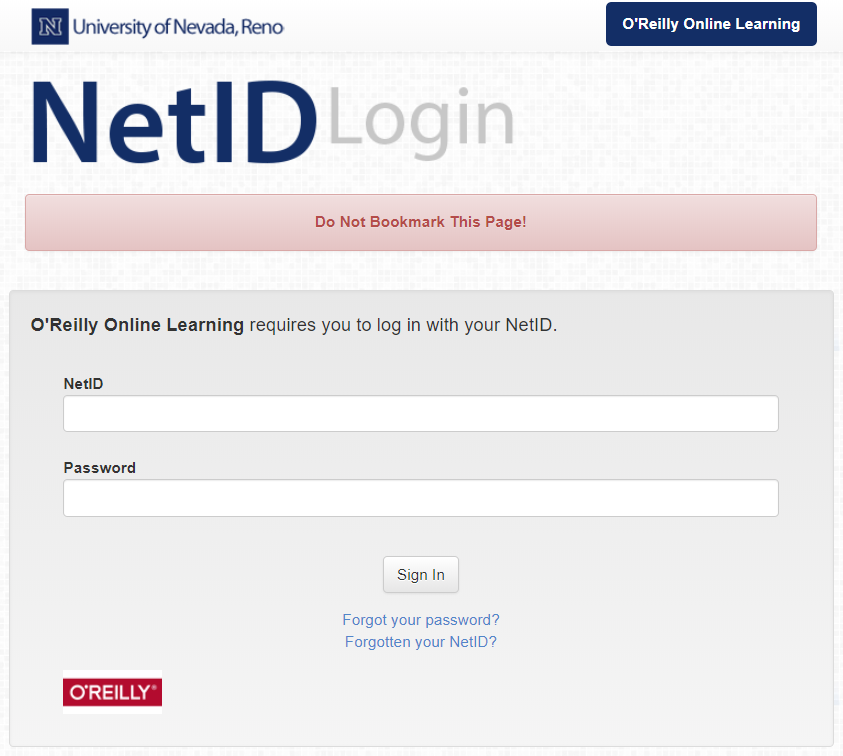 N University of Nevada, Reno
O'Reilly Online Learning
NetID Login
Do Not Bookmark This Page!
O'Reilly Online Learning requires you to log in with your NetID.
NetID
Password
Sign In
Forgot your password?
Forgotten your NetID?
O'REILLY®